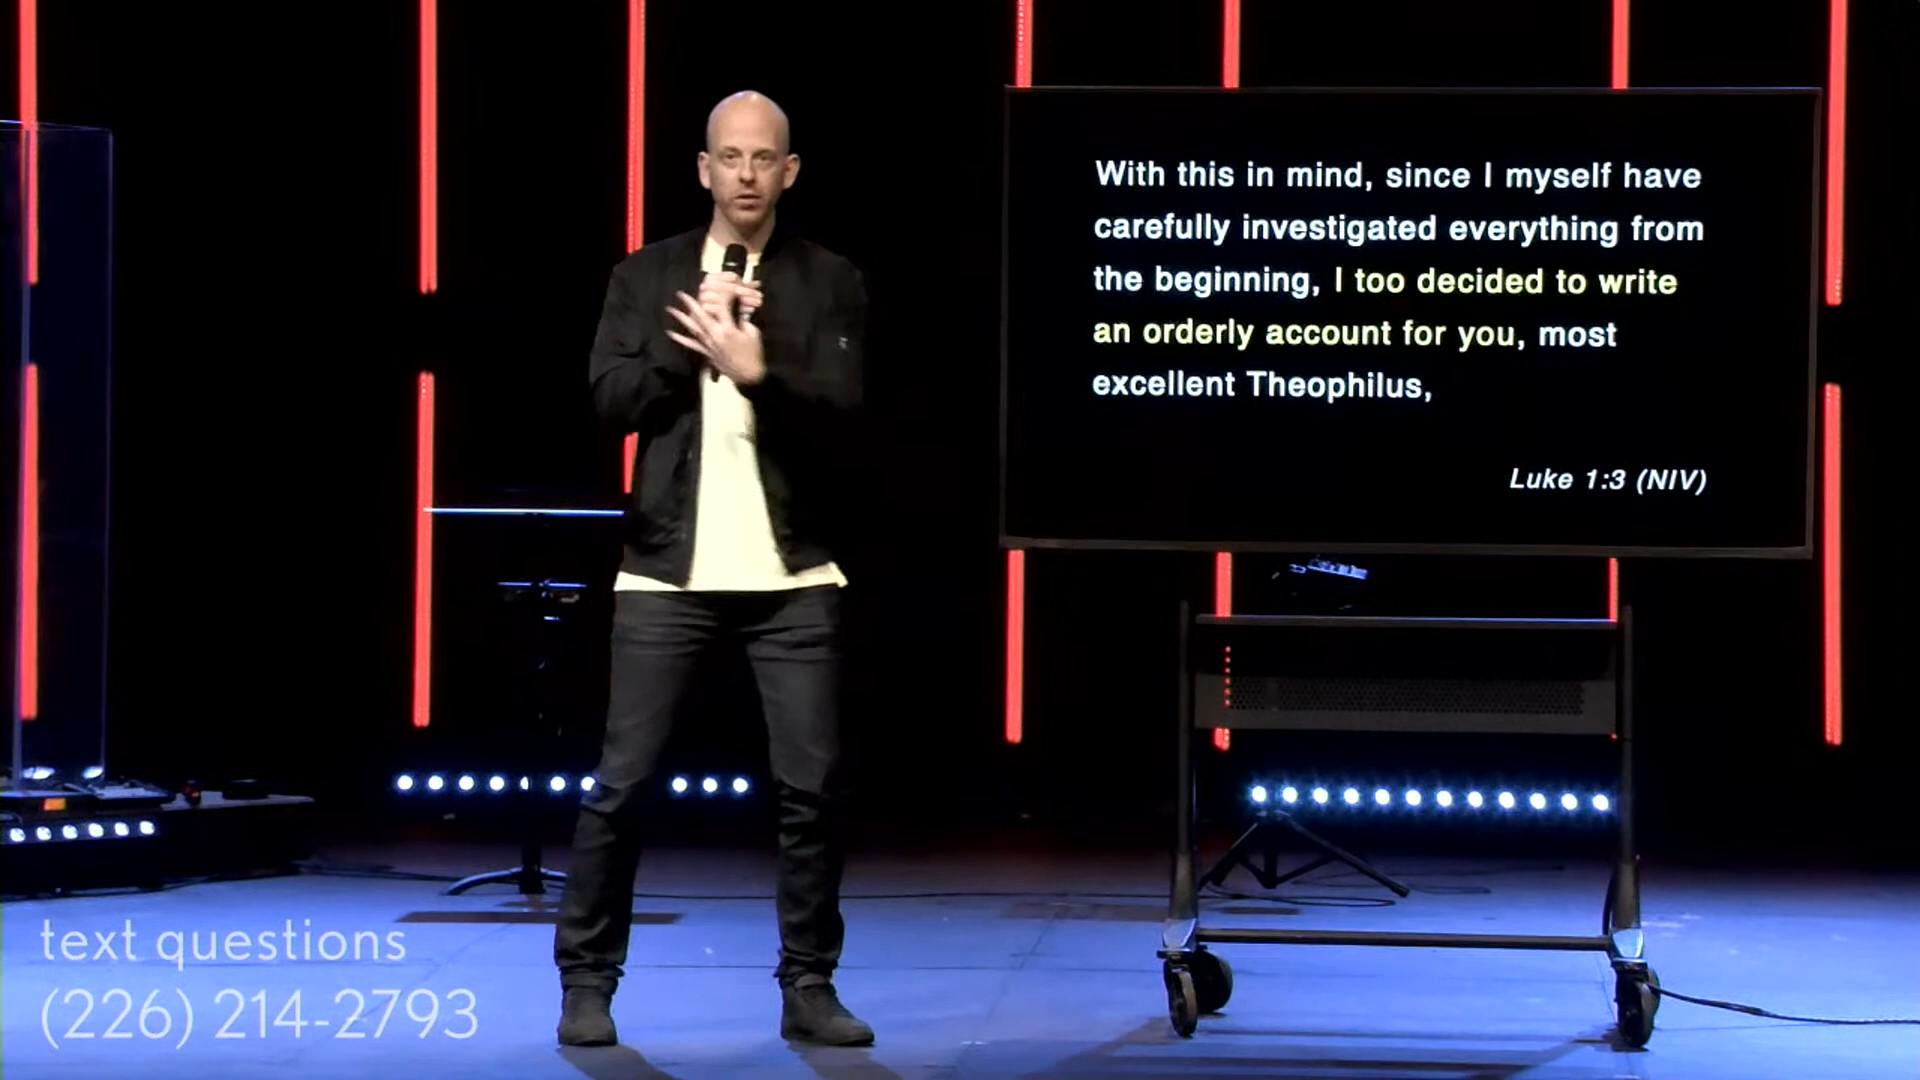 With this in mind, since I myself have
carefully investigated everything from
the beginning, I too decided to write
an orderly account for you, most
excellent Theophilus,
Luke 1:3 (NIV)
text questions
(226) 214-2793